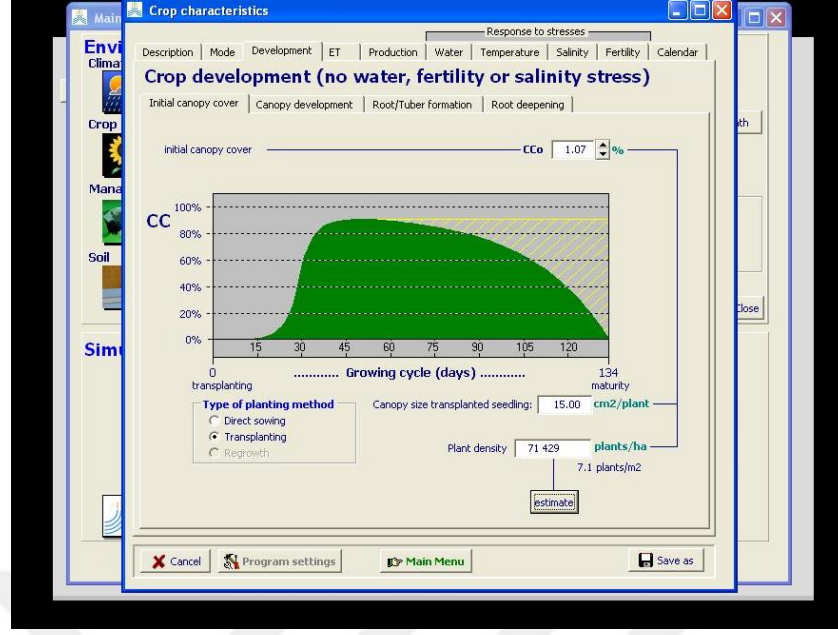 Main
Crop characteristics
Envi
Clima
Crop
Mana
Soil
Simu
th
Close
Response to stresses
Description Mode Development ET Production Water Temperature Salinity Fertility Calendar
Crop development (no water, fertility or salinity stress)
Initial canopy cover Canopy development Root/Tuber formation Root deepening
initial canopy cover CCo 1.07 %
CC
100%
80%
60%
40%
20%
0%
15 30 45 60 75 90 105 120
0 ............ Growing cycle (days) ............ 134
transplanting maturity
Type of planting method
Direct sowing
Transplanting
Regrowth
Canopy size transplanted seedling: 15.00 cm2/plant
Plant density 71 429 plants/ha
7.1 plants/m2
estimate
Cancel Program settings Main Menu Save as